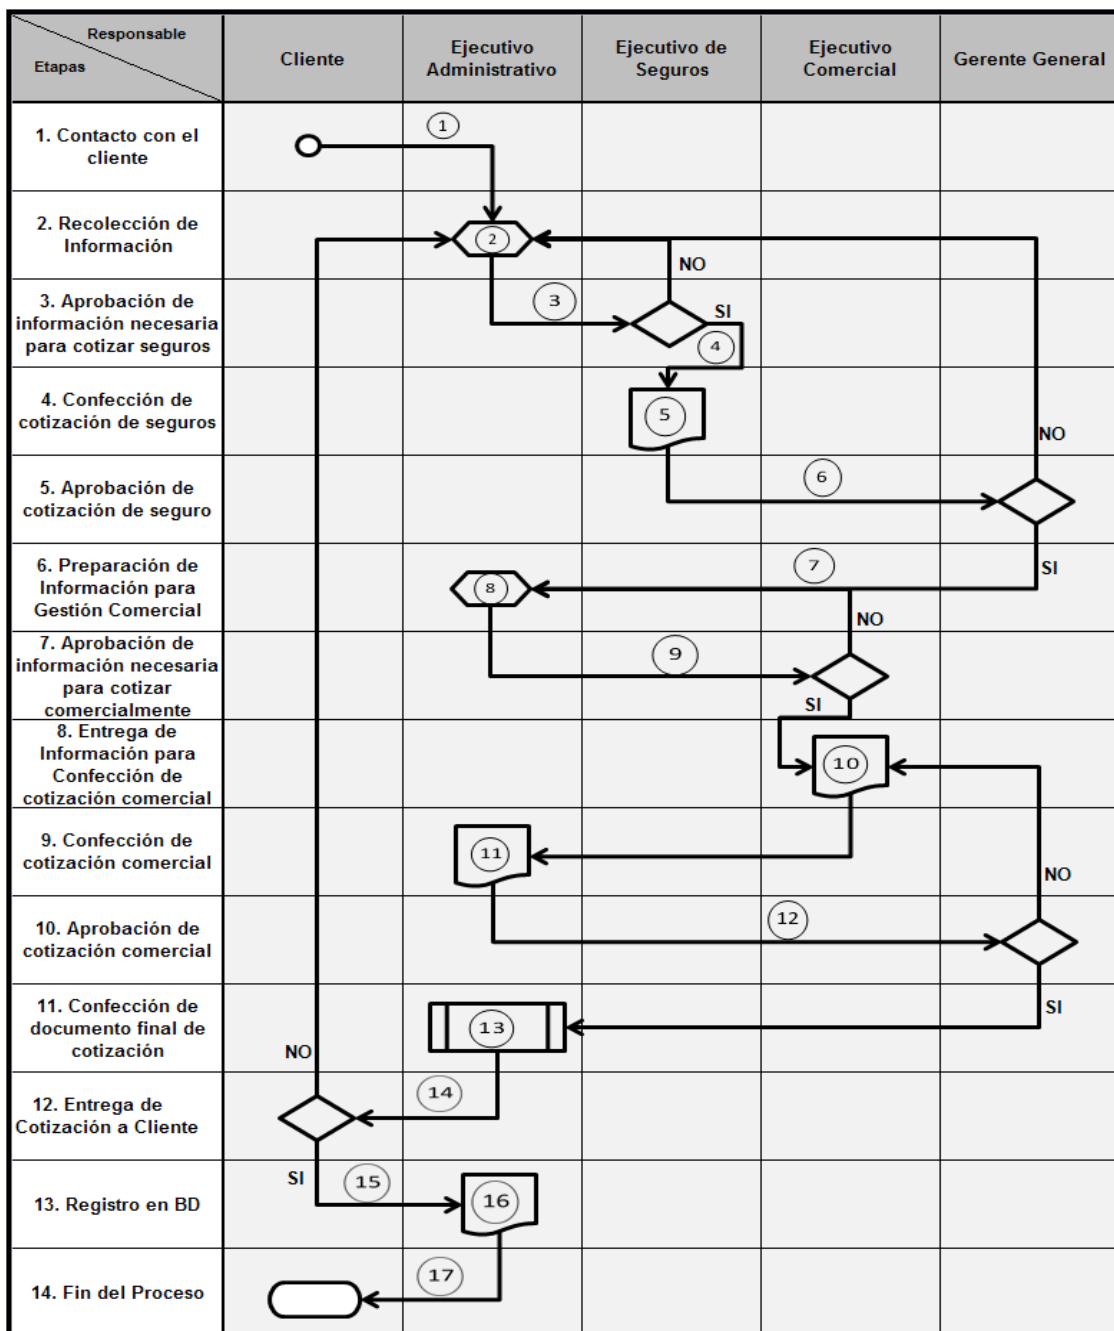 Responsable
Etapas
Cliente
Ejecutivo
Administrativo
Ejecutivo de
Seguros
Ejecutivo
Comercial
Gerente General
1. Contacto con el
cliente
1
2. Recolección de
Información
2
NO
3. Aprobación de
información necesaria
para cotizar seguros
3
SI
4
4. Confección de
cotización de seguros
5
NO
5. Aprobación de
cotización de seguro
6
6. Preparación de
Información para
Gestión Comercial
8
7
SI
NO
7. Aprobación de
información necesaria
para cotizar
comercialmente
9
SI
8. Entrega de
Información para
Confección de
cotización comercial
10
9. Confección de
cotización comercial
11
NO
10. Aprobación de
cotización comercial
12
11. Confección de
documento final de
cotización
NO
13
SI
12. Entrega de
Cotización a Cliente
14
13. Registro en BD
SI
15
16
14. Fin del Proceso
17